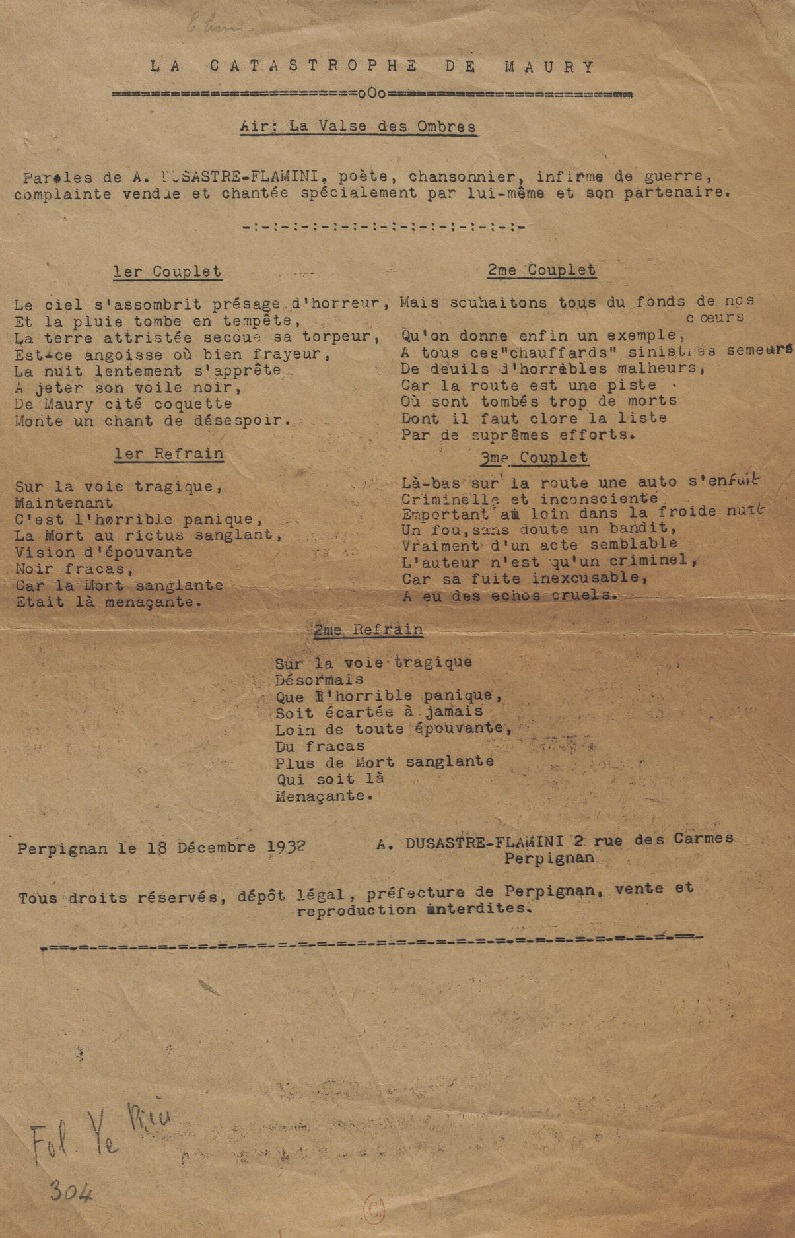 LA CATASTROPHE DE MAURY
=========================oOo=========================
Air: La Valse des Ombres
Paroles de A. DUSASTRE-FLAMINI, poète, chansonnier, infirme de guerre,
complainte vendue et chantée spécialement par lui-même et son partenaire.
-:-:-:-:-:-:-:-:-:-:-:-:-:-
1er Couplet
Le ciel s'assombrit présage d'horreur,
Et la pluie tombe en tempête,
La terre attristée secoue sa torpeur,
Est-ce angoisse où bien frayeur,
La nuit lentement s'apprête
A jeter son voile noir,
De Maury cité coquette
Monte un chant de désespoir.
1er Refrain
Sur la voie tragique,
Maintenant
C'est l'horrible panique,
La Mort au rictus sanglant,
Vision d'épouvante
Noir fracas,
Car la Mort sanglante
Etait là menaçante.
2me Couplet
Mais souhaitons tous du fonds de nos
cœurs
Qu'on donne enfin un exemple,
A tous ces"chauffards" sinistres semeurs
De deuils d'horrèbles malheurs,
Car la route est une piste
Où sont tombés trop de morts
Dont il faut clore la liste
Par de suprêmes efforts.
3me Couplet
Là-bas sur la route une auto s'enfuit
Criminelle et inconsciente
Emportant au loin dans la froide nuit
Un fou,sans doute un bandit,
Vraiment d'un acte semblable
L'auteur n'est qu'un criminel,
Car sa fuite inexcusable,
A eu des echos cruels.
2me Refrain
Sur la voie tragique
Désormais
Que l'horrible panique,
Soit écartée à jamais
Loin de toute épouvante,
Du fracas
Plus de Mort sanglante
Qui soit là
Menaçante.
Perpignan le 18 Décembre 1932
A. DUSASTRE-FLAMINI 2 rue des Carmes
Perpignan
Tous droits réservés, dépôt légal, préfecture de Perpignan, vente et
reproduction interdites.
Fol. Ye
304